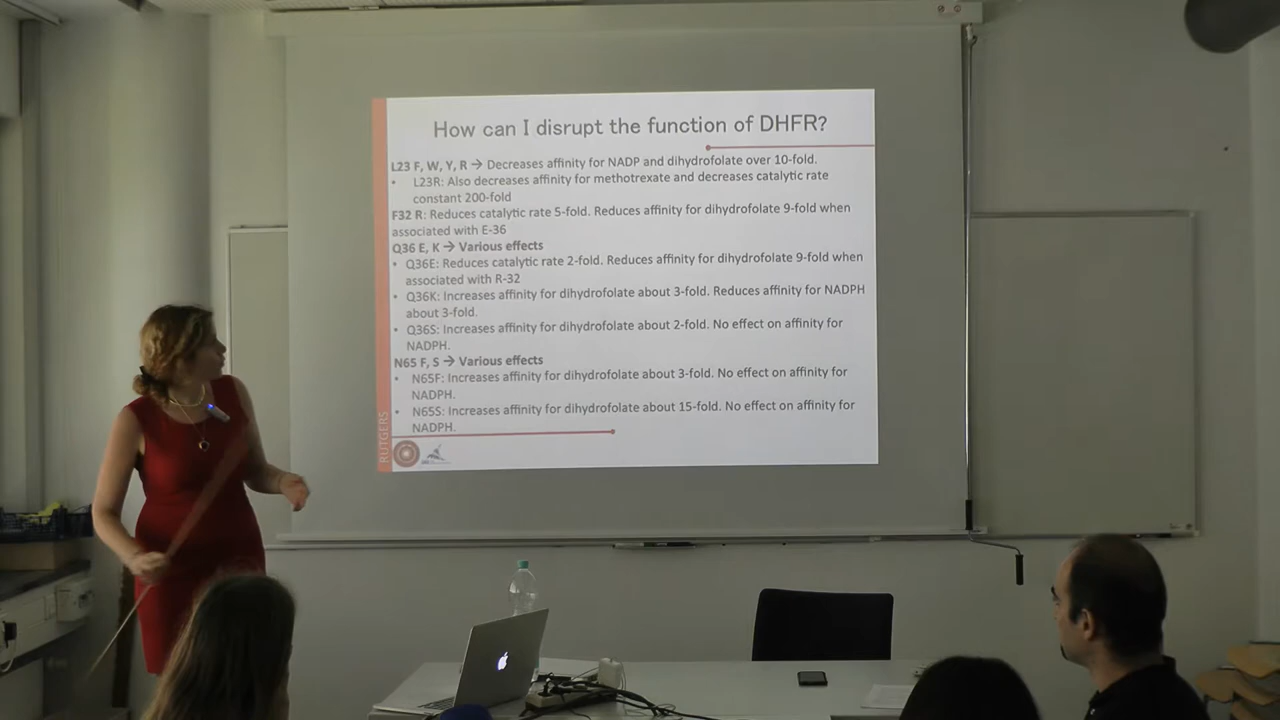 How can I disrupt the function of DHFR?
L23 F, W, Y, R → Decreases affinity for NADP and dihydrofolate over 10-fold.
• L23R: Also decreases affinity for methotrexate and decreases catalytic rate
constant 200-fold
F32 R: Reduces catalytic rate 5-fold. Reduces affinity for dihydrofolate 9-fold when
associated with E-36
Q36 E, K → Various effects
• Q36E: Reduces catalytic rate 2-fold. Reduces affinity for dihydrofolate 9-fold when
associated with R-32
• Q36K: Increases affinity for dihydrofolate about 3-fold. Reduces affinity for NADPH
about 3-fold.
• Q36S: Increases affinity for dihydrofolate about 2-fold. No effect on affinity for
NADPH.
N65 F, S → Various effects
• N65F: Increases affinity for dihydrofolate about 3-fold. No effect on affinity for
NADPH.
• N65S: Increases affinity for dihydrofolate about 15-fold. No effect on affinity for
NADPH.
RUTGERS